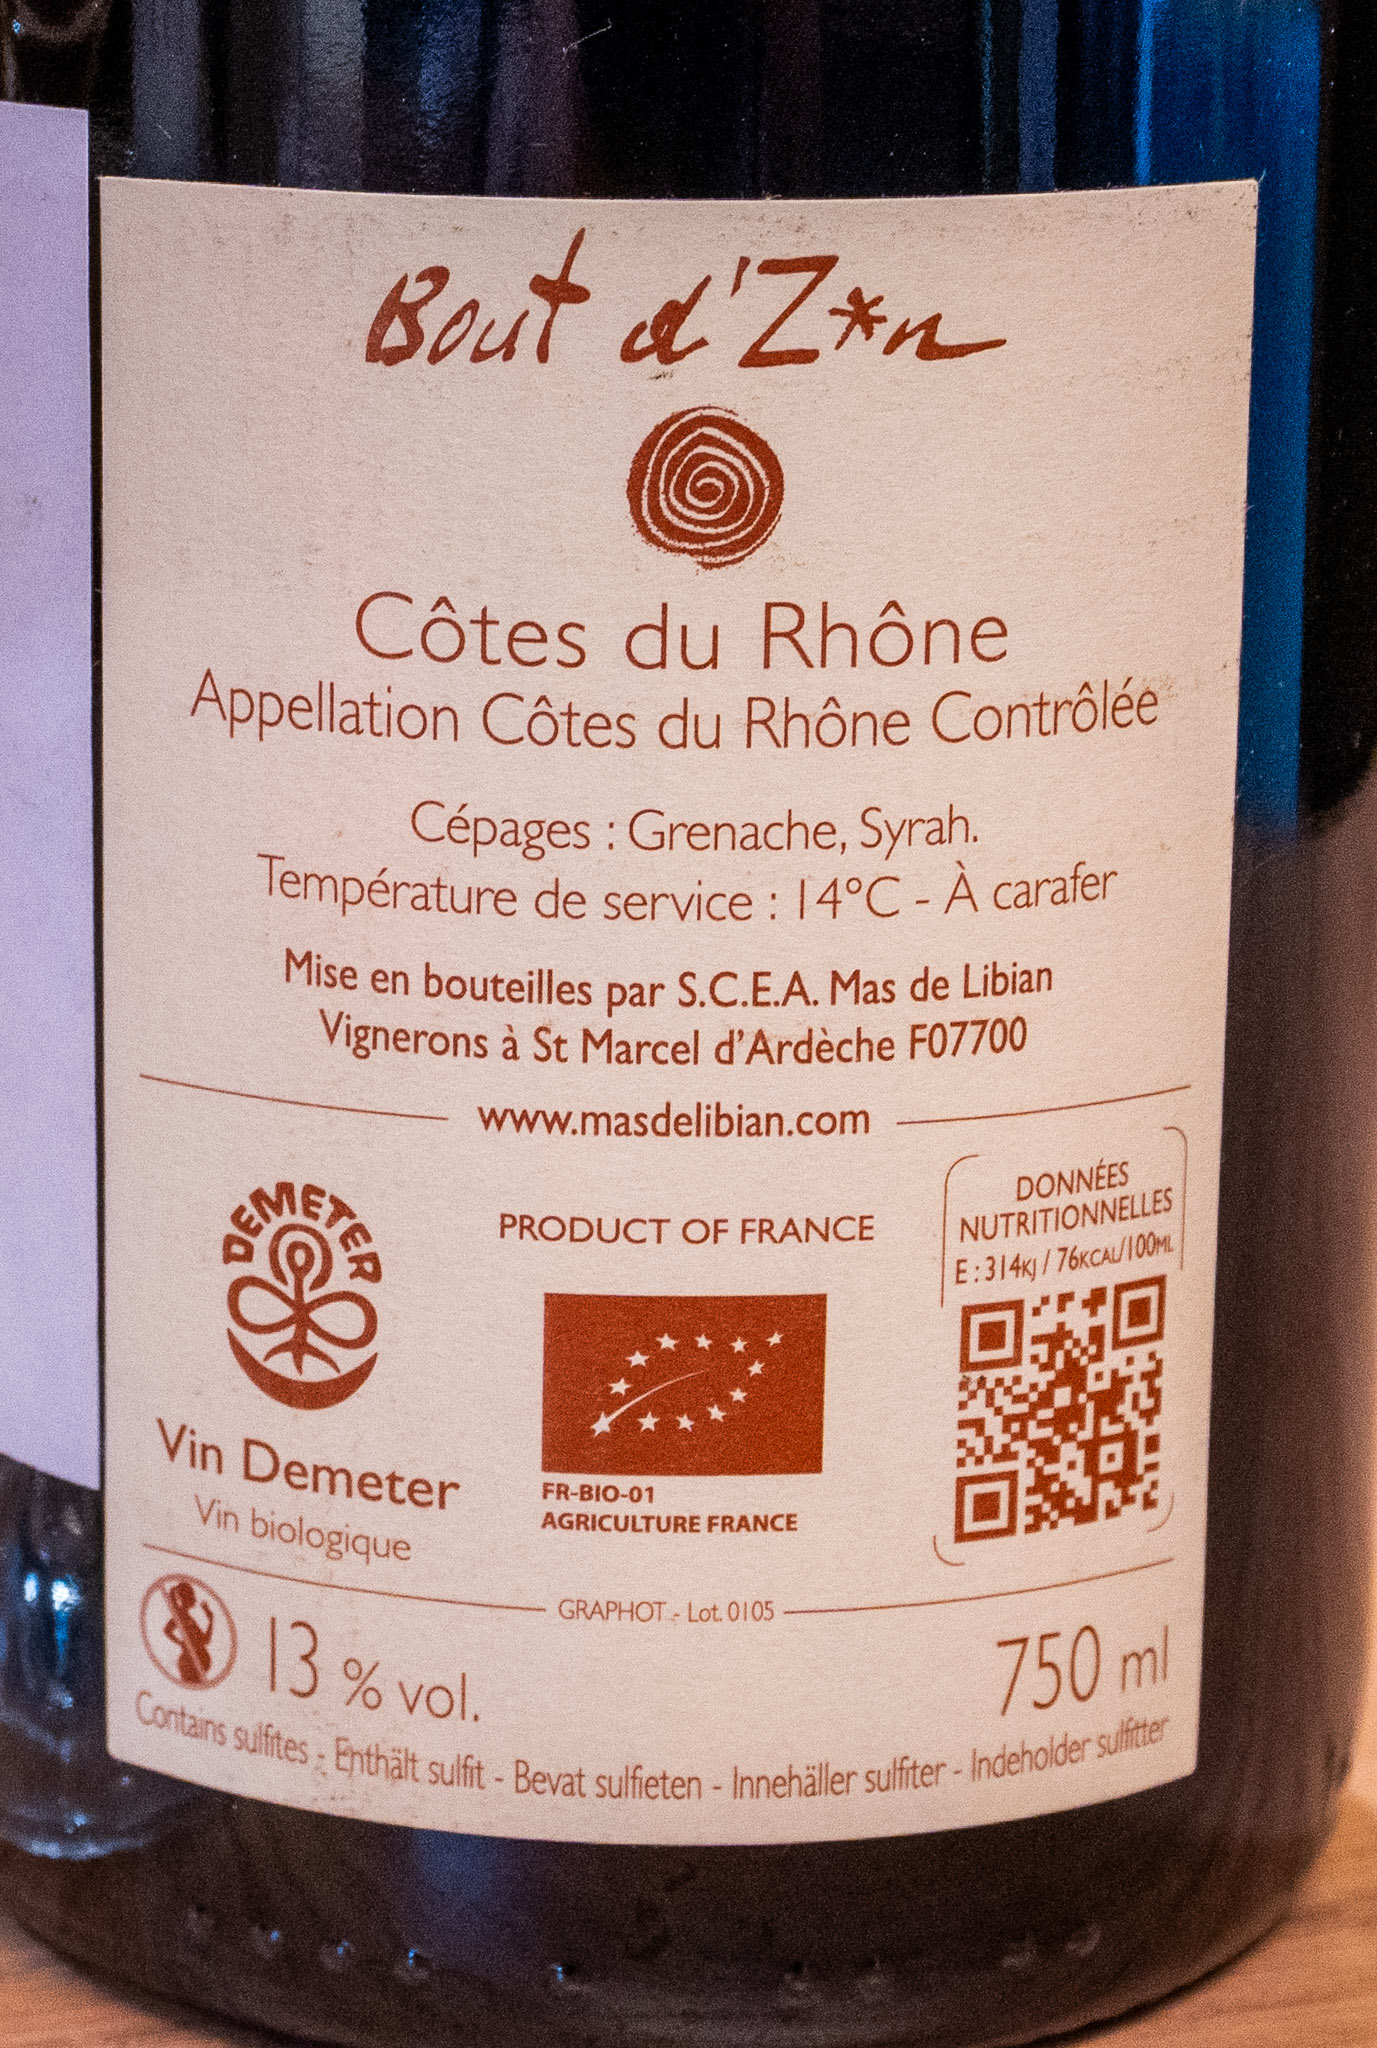 Bout d'Z*n
Côtes du Rhône
Appellation Côtes du Rhône Contrôlée
Cépages : Grenache, Syrah.
Température de service : 14°C - À carafer
Mise en bouteilles par S.C.E.A. Mas de Libian
Vignerons à St Marcel d'Ardèche F07700
www.masdelibian.com
DEMETER
Vin Demeter
Vin biologique
PRODUCT OF FRANCE
FR-BIO-01
AGRICULTURE FRANCE
DONNÉES
NUTRITIONNELLES
E : 314KJ / 76KCAL/100ML
GRAPHOT - Lot. 0105
13 % vol.
750 ml
Contains sulfites - Enthält sulfit - Bevat sulfieten - Innehäller sulfiter - Indeholder sulfitter